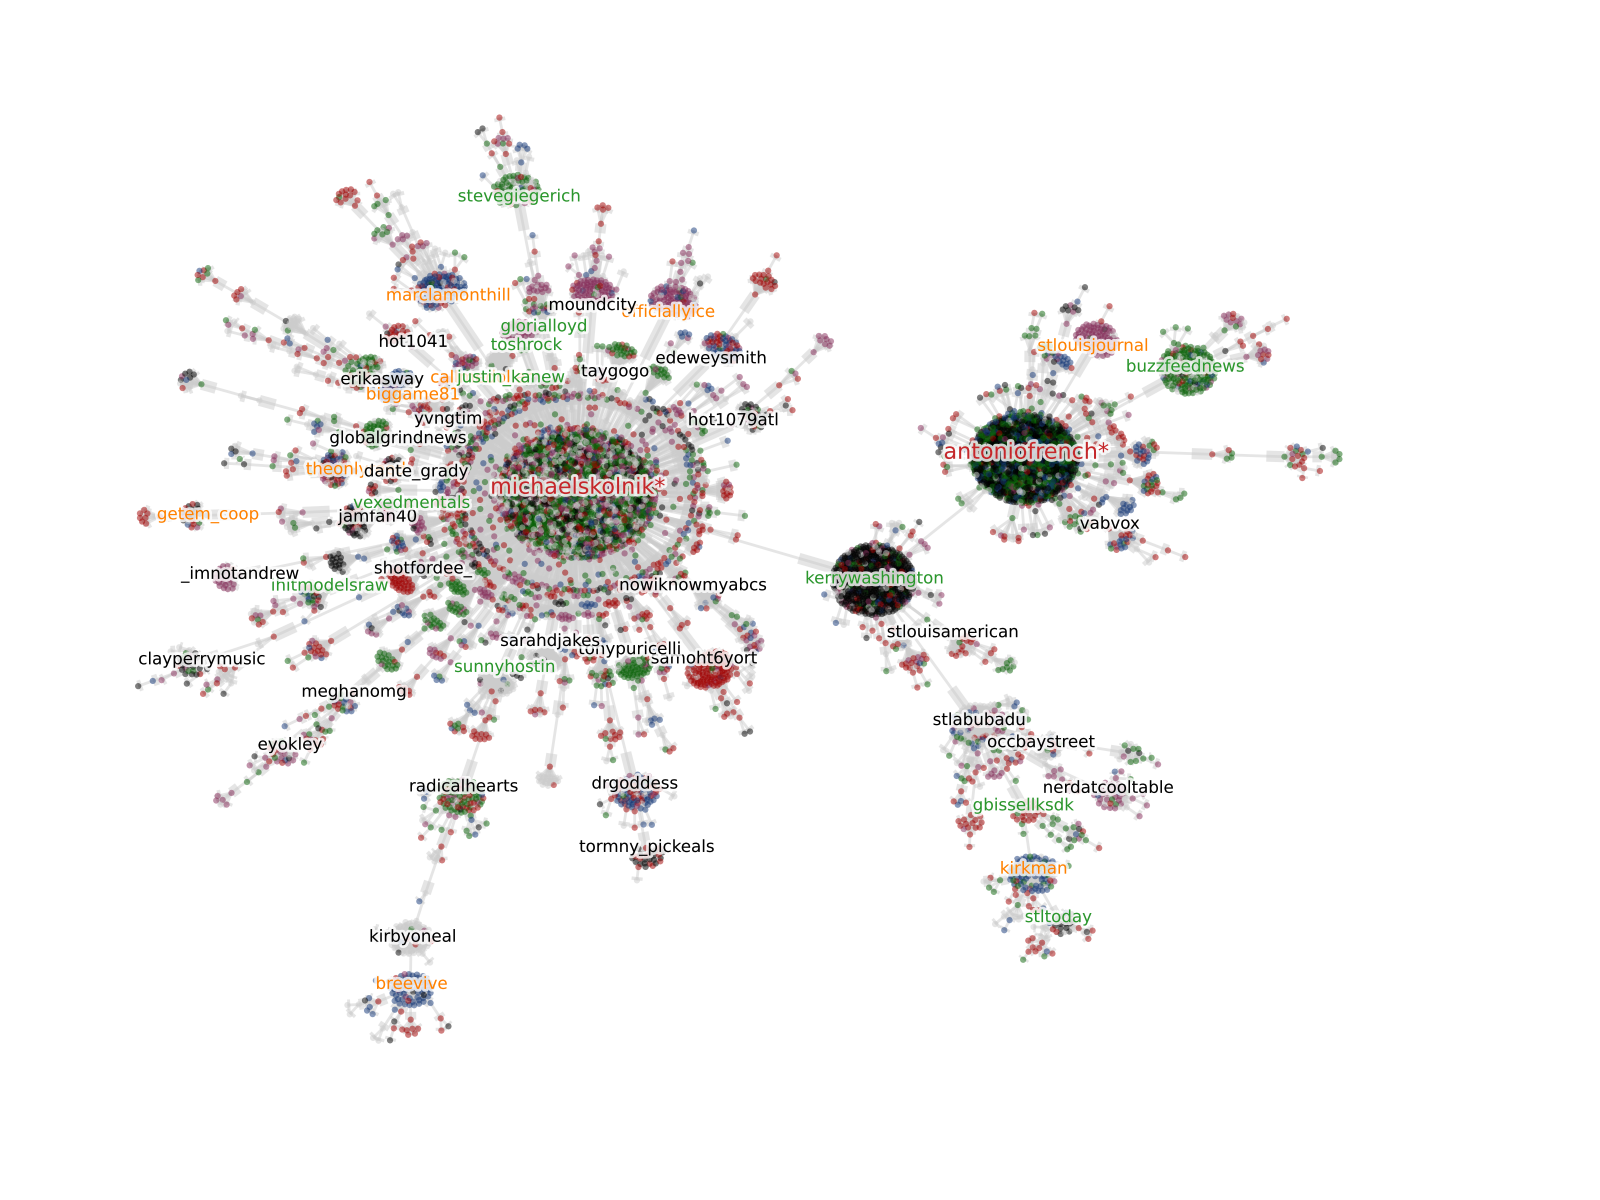 stevegiegerich
marclamonthill
moundcity
officiallyice
glorialloyd
hot1041
toshrock
stlouisjournal
edeweysmith
buzzfeednews
taygogo
erikasway
justin_kanew
biggame81
yvngtim
hot1079atl
globalgrindnews
antoniofrench*
dante_grady
michaelskolnik*
vexedmentals
getem_coop
jamfan40
vabvox
shotfordee_
_imnotandrew
kerrywashington
initmodelsraw
nowiknowmyabcs
stlouisamerican
sarahdjakes
tonypuricelli
samoht6yort
clayperrymusic
sunnyhostin
meghanomg
stlabubadu
eyokley
occbaystreet
radicalhearts
drgoddess
nerdatcooltable
gbissellksdk
tormny_pickeals
kirkman
stltoday
kirbyoneal
breevive